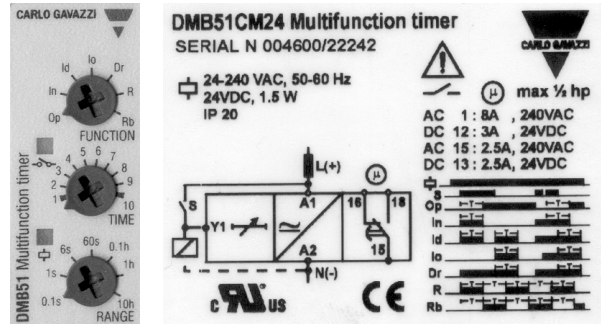 CARLO GAVAZZI
Io
Id
Dr
In
R
Op
Rb
FUNCTION
5 6
4
7
3
8
2
9
1
10
TIME
60s
6s
0.1h
1s
1h
0.1s
10h
RANGE
DMB51 Multifunction timer
DMB51CM24 Multifunction timer
SERIAL N 004600/22242
CARLO GAVAZZI
24-240 VAC, 50-60 Hz
24VDC, 1.5 W
IP 20
µ max ½ hp
AC 1 : 8A , 240VAC
DC 12 : 3A , 24VDC
AC 15 : 2.5A, 240VAC
DC 13 : 2.5A, 24VDC
L(+)
µ
A1
16
18
S
Y1
15
A2
N(-)
S
Op
In
Id
Io
Dr
R
Rb
c UL us
CE